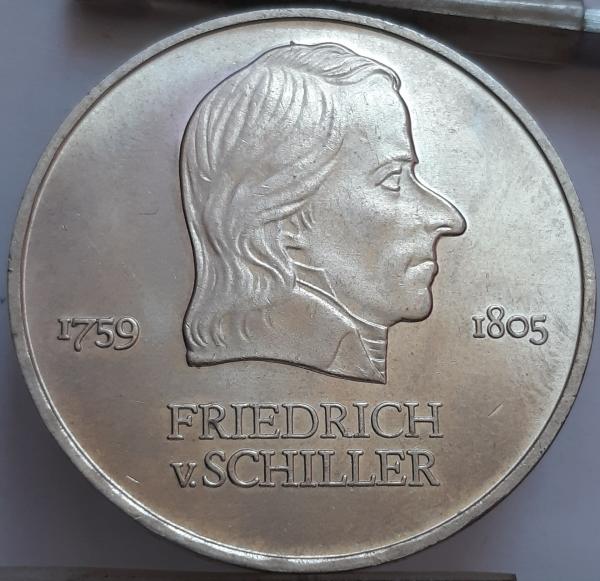 1759 1805
FRIEDRICH
v. SCHILLER